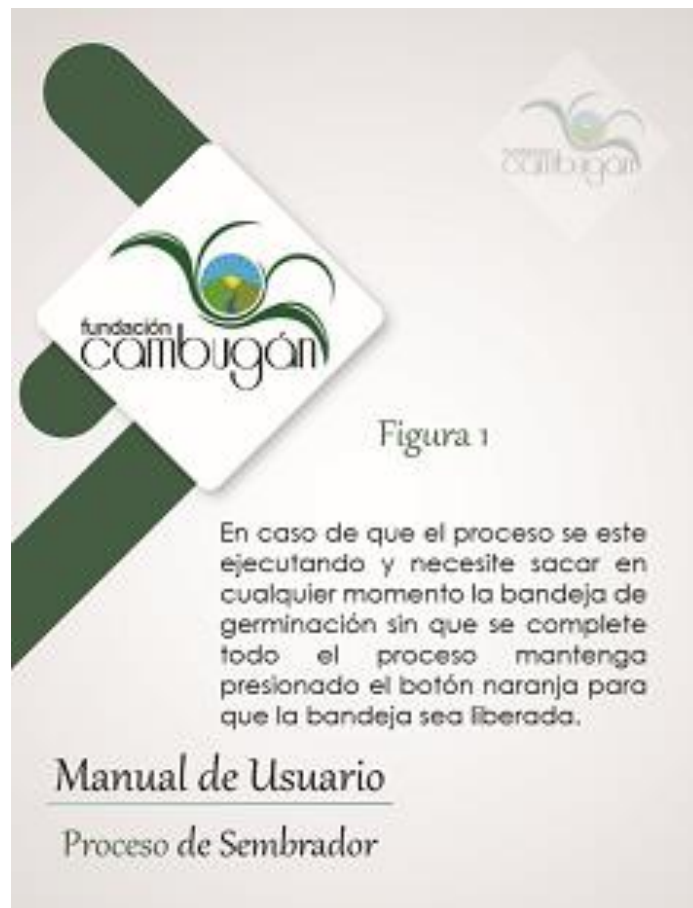 cambugán
fundación
cambugán
Figura 1
En caso de que el proceso se este
ejecutando y necesite sacar en
cualquier momento la bandeja de
germinación sin que se complete
todo el proceso mantenga
presionado el botón naranja para
que la bandeja sea liberada.
Manual de Usuario
Proceso de Sembrador